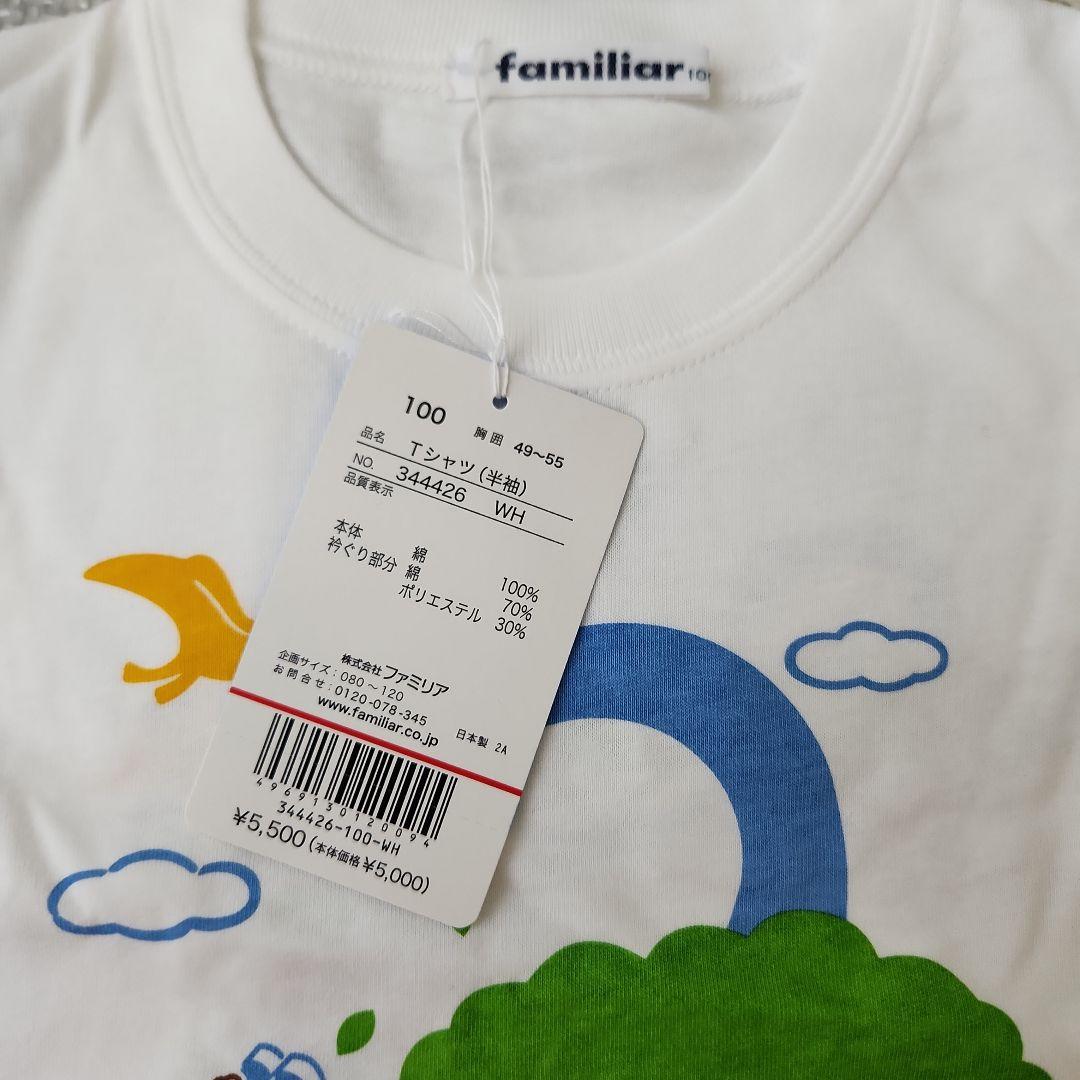 familiar
100
胸囲 49～55
品名 Tシャツ(半袖)
NO. 344426 WH
品質表示
本体 綿 100%
衿ぐり部分 綿 70%
ポリエステル 30%
株式会社ファミリア
企画サイズ:080～120
お問合せ:0120-078-345
www.familiar.co.jp
日本製 2A
4969130120094
344426-100-WH
¥5,500(本体価格¥5,000)